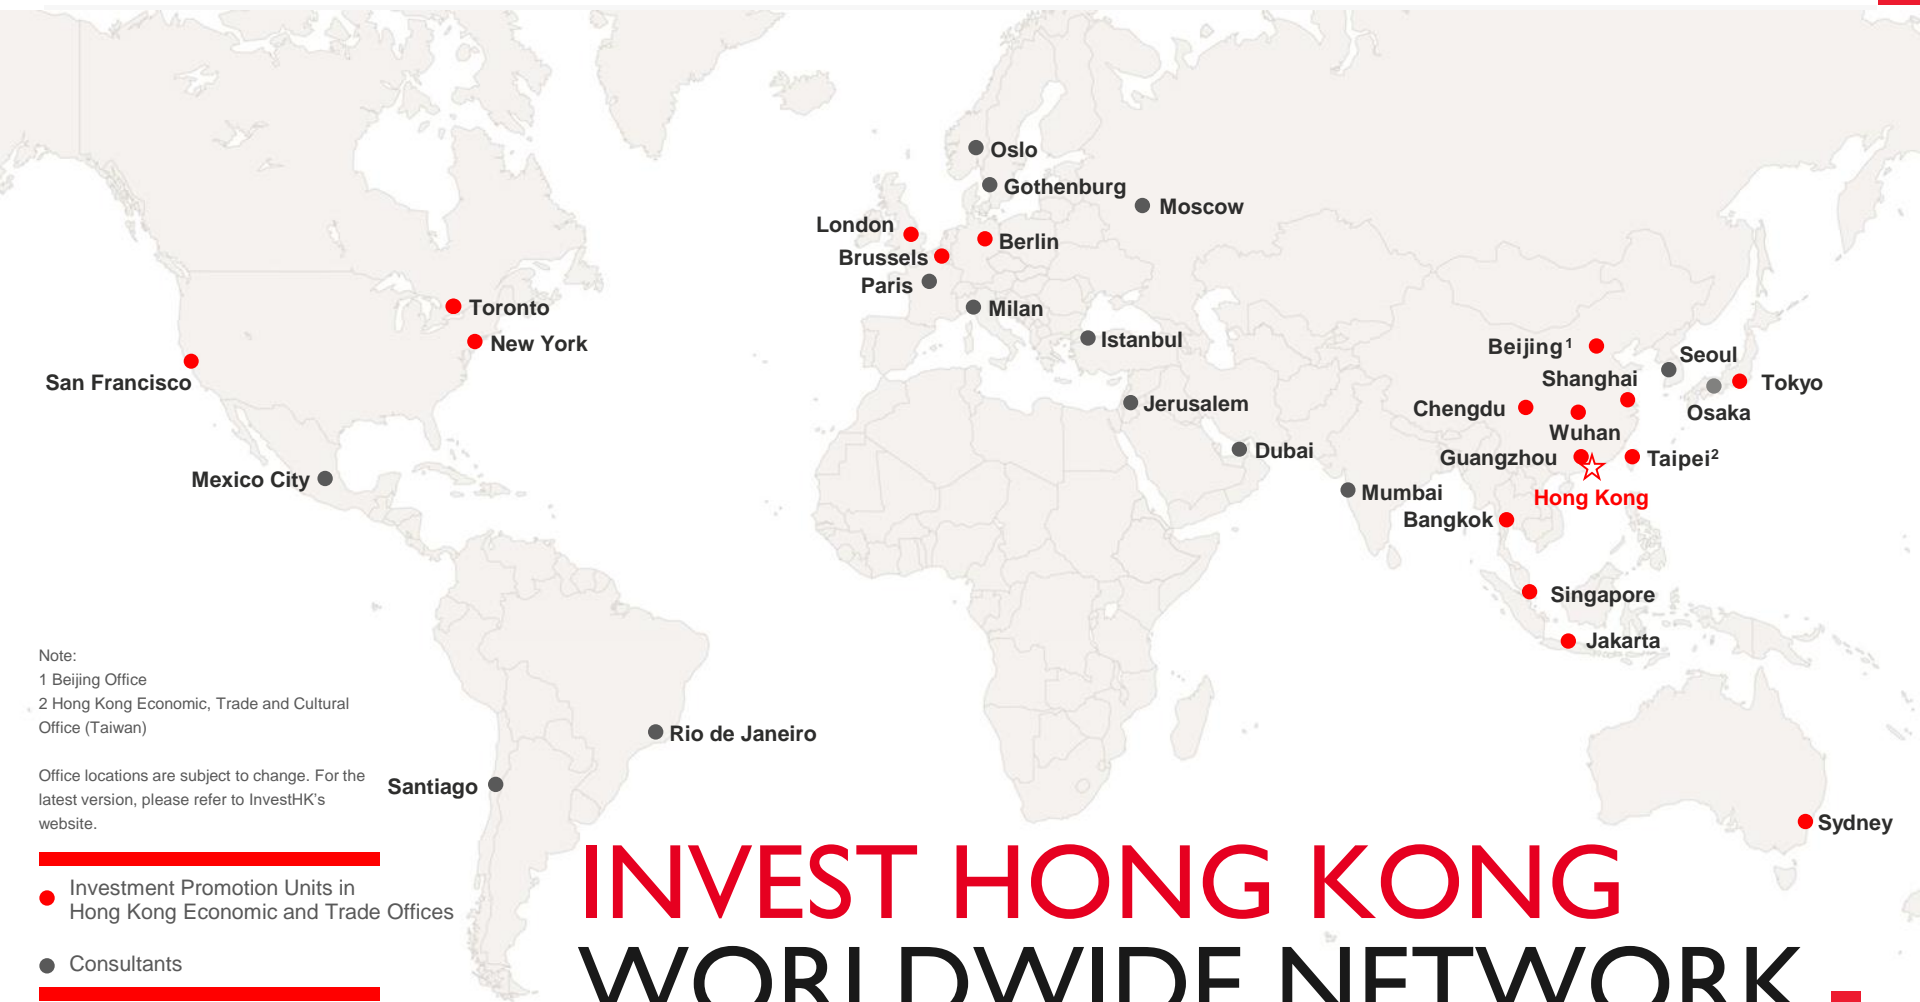 Oslo
Gothenburg
Moscow
London
Berlin
Brussels
Paris
Milan
Toronto
New York
Istanbul
San Francisco
Beijing¹
Seoul
Shanghai
Tokyo
Jerusalem
Chengdu
Osaka
Wuhan
Dubai
Guangzhou
Taipei²
Mexico City
Mumbai
Hong Kong
Bangkok
Singapore
Jakarta
Note:
1 Beijing Office
2 Hong Kong Economic, Trade and Cultural
Office (Taiwan)
Office locations are subject to change. For the
latest version, please refer to InvestHK's
website.
Rio de Janeiro
Santiago
Sydney
Investment Promotion Units in
Hong Kong Economic and Trade Offices
Consultants
INVEST HONG KONG
WORLDWIDE NETWORK